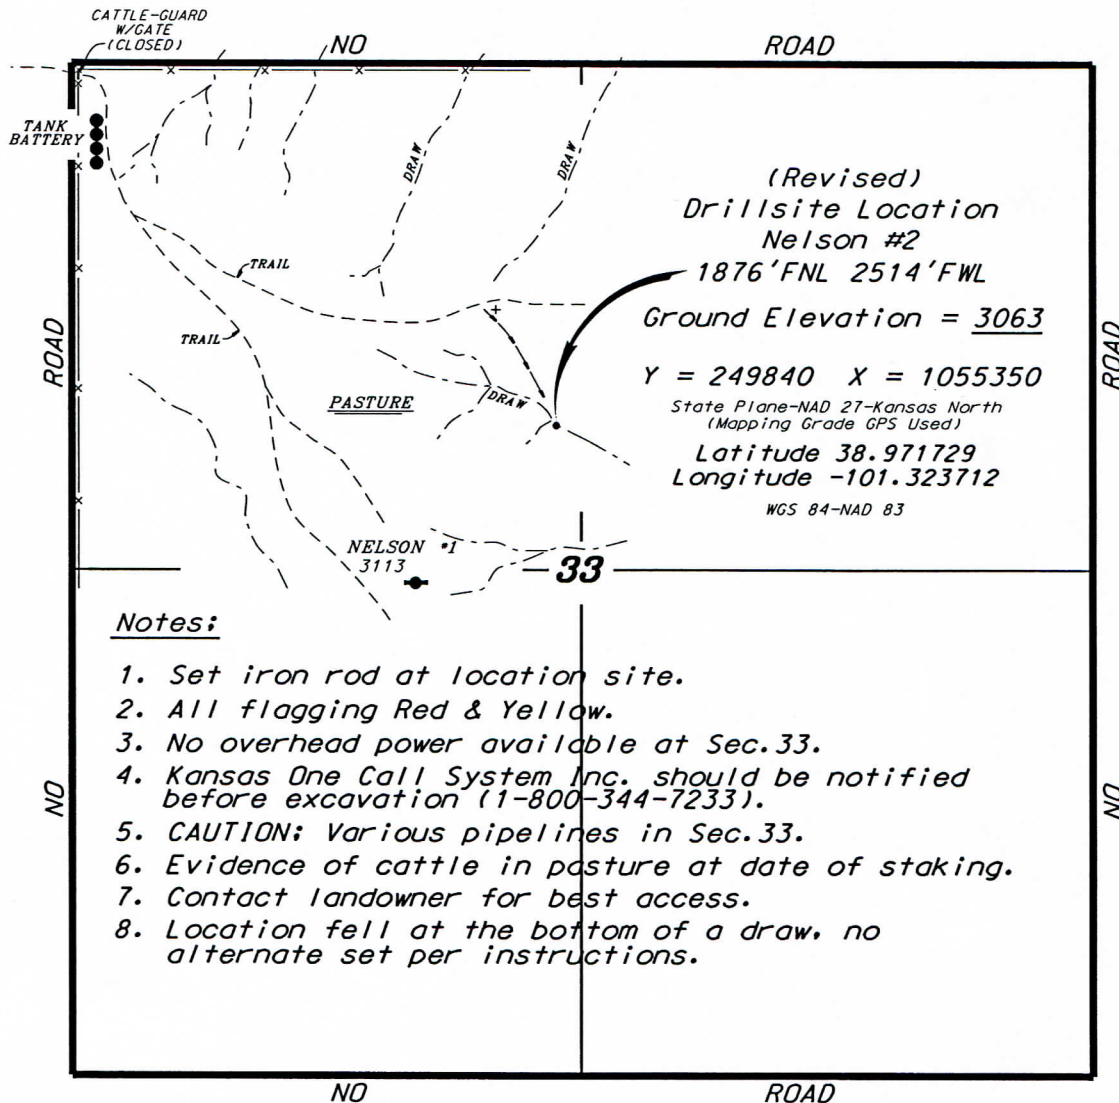 CATTLE-GUARD
W/GATE
(CLOSED)
NO ROAD
TANK
BATTERY
DRAW
DRAW
(Revised)
Drillsite Location
Nelson #2
1876'FNL 2514'FWL
TRAIL
Ground Elevation = 3063
TRAIL
ROAD
ROAD
Y = 249840 X = 1055350
PASTURE
DRAW
State Plane-NAD 27-Kansas North
(Mapping Grade GPS Used)
Latitude 38.971729
Longitude -101.323712
WGS 84-NAD 83
NELSON #1
3113
33
Notes:
1. Set iron rod at location site.
2. All flagging Red & Yellow.
3. No overhead power available at Sec.33.
4. Kansas One Call System Inc. should be notified
before excavation (1-800-344-7233).
NO
NO
5. CAUTION: Various pipelines in Sec.33.
6. Evidence of cattle in pasture at date of staking.
7. Contact landowner for best access.
8. Location fell at the bottom of a draw, no
alternate set per instructions.
NO ROAD